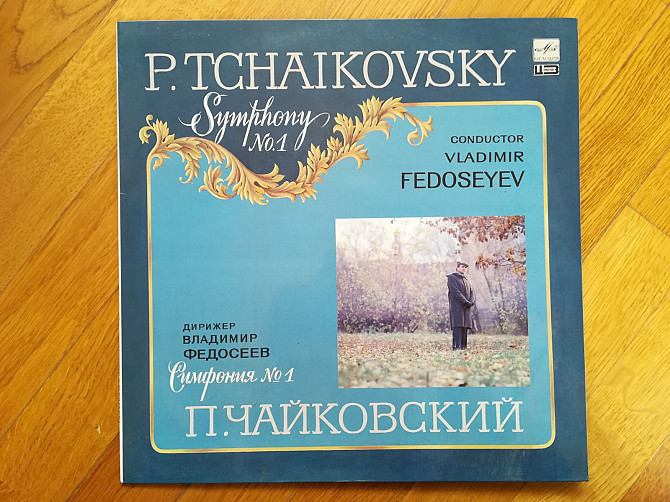 P. TCHAIKOVSKY
Symphony
No. 1
CONDUCTOR
VLADIMIR
FEDOSEYEV
ДИРИЖЕР
ВЛАДИМИР
ФЕДОСЕЕВ
Симфония № 1
П. ЧАЙКОВСКИЙ